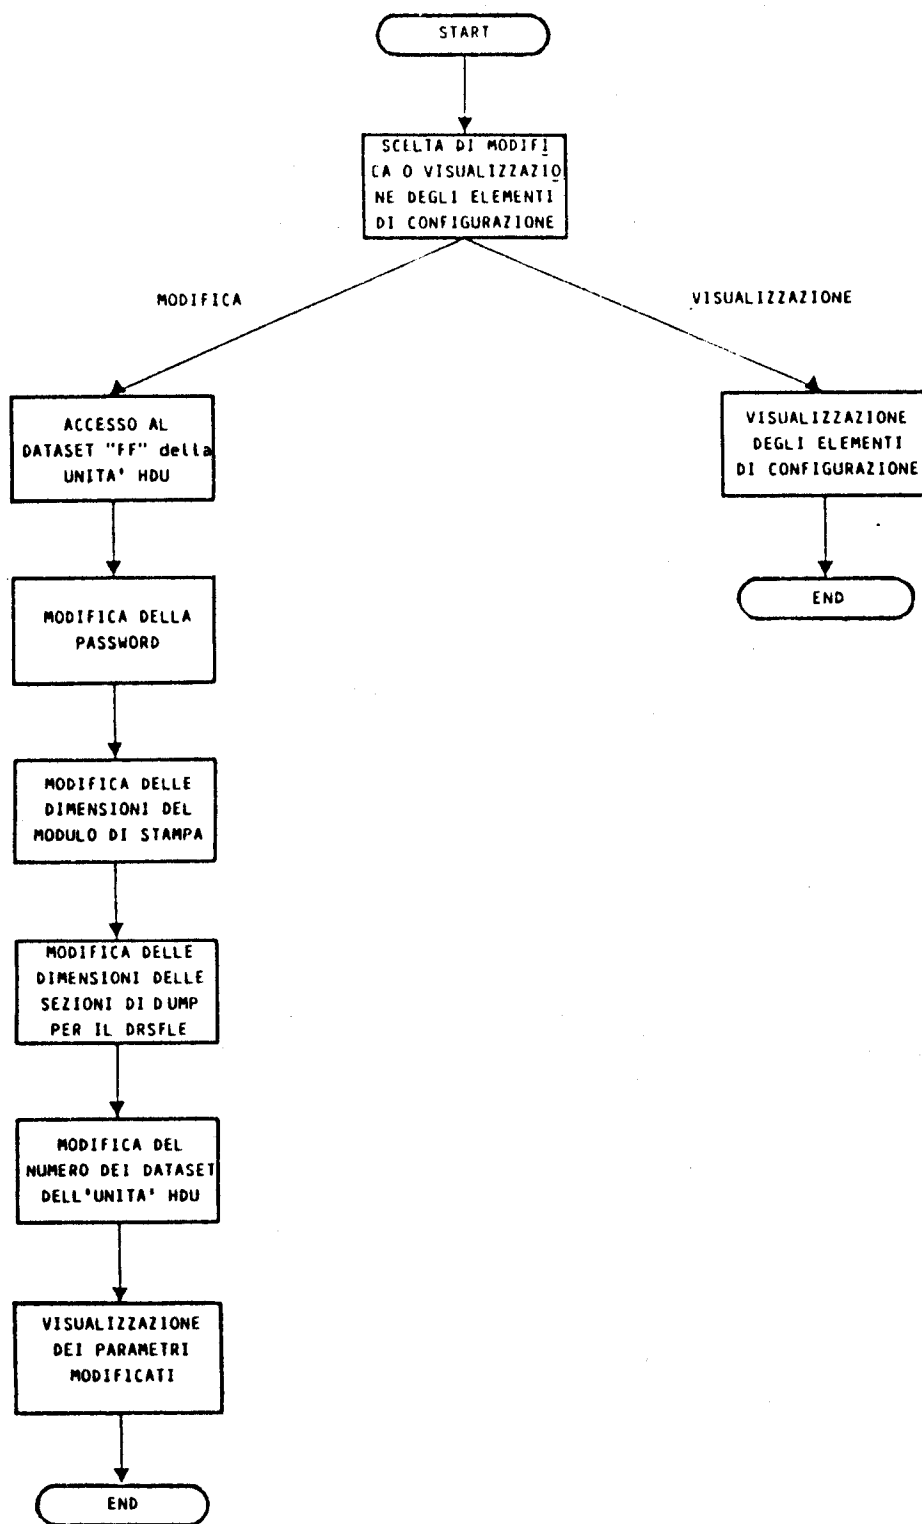 START
SCELTA DI MODIFI
CA O VISUALIZZAZIO
NE DEGLI ELEMENTI
DI CONFIGURAZIONE
MODIFICA
VISUALIZZAZIONE
ACCESSO AL
DATASET "FF" della
UNITA' HDU
VISUALIZZAZIONE
DEGLI ELEMENTI
DI CONFIGURAZIONE
END
MODIFICA DELLA
PASSWORD
MODIFICA DELLE
DIMENSIONI DEL
MODULO DI STAMPA
MODIFICA DELLE
DIMENSIONI DELLE
SEZIONI DI DUMP
PER IL DRSFLE
MODIFICA DEL
NUMERO DEI DATASET
DELL'UNITA' HDU
VISUALIZZAZIONE
DEI PARAMETRI
MODIFICATI
END